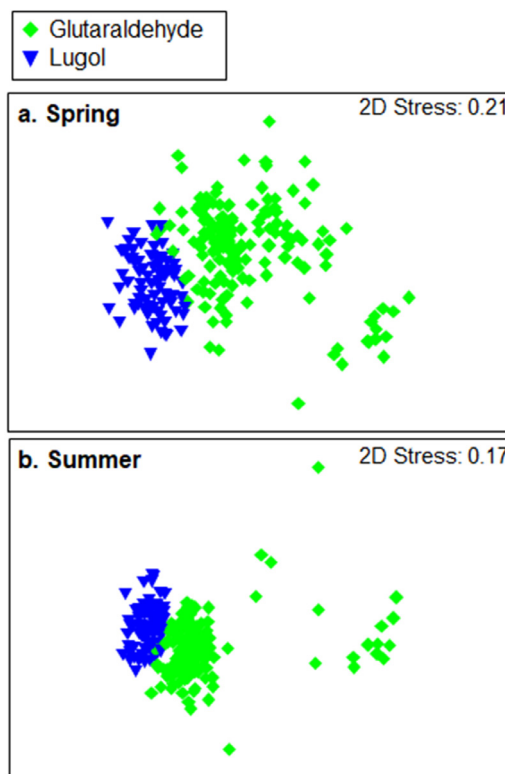 Glutaraldehyde
Lugol
a. Spring
2D Stress: 0.21
b. Summer
2D Stress: 0.17